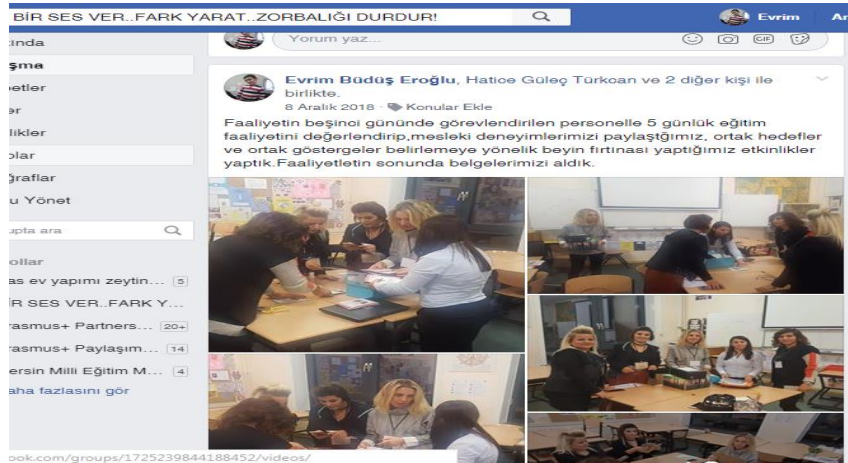 BİR SES VER..FARK YARAT..ZORBALIĞI DURDUR!
Evrim
Yorum yaz...
GIF
Evrim Büdüş Eroğlu, Hatice Güleç Türkcan ve 2 diğer kişi ile
birlikte.
8 Aralık 2018 · Konular Ekle
Faaliyetin beşinci gününde görevlendirilen personelle 5 günlük eğitim
faaliyetini değerlendirip,mesleki deneyimlerimizi paylaştğımız, ortak hedefler
ve ortak göstergeler belirlemeye yönelik beyin fırtınası yaptığımız etkinlikler
yaptık.Faaliyetletin sonunda belgelerimizi aldık.
u Yönet
upta ara
as ev yapımı zeytin... 5
İR SES VER..FARK Y...
rasmus+ Partners... 20+
rasmus+ Paylaşım... 14
ersin Milli Eğitim M... 4
aha fazlasını gör
ook.com/groups/1725239844188452/videos/